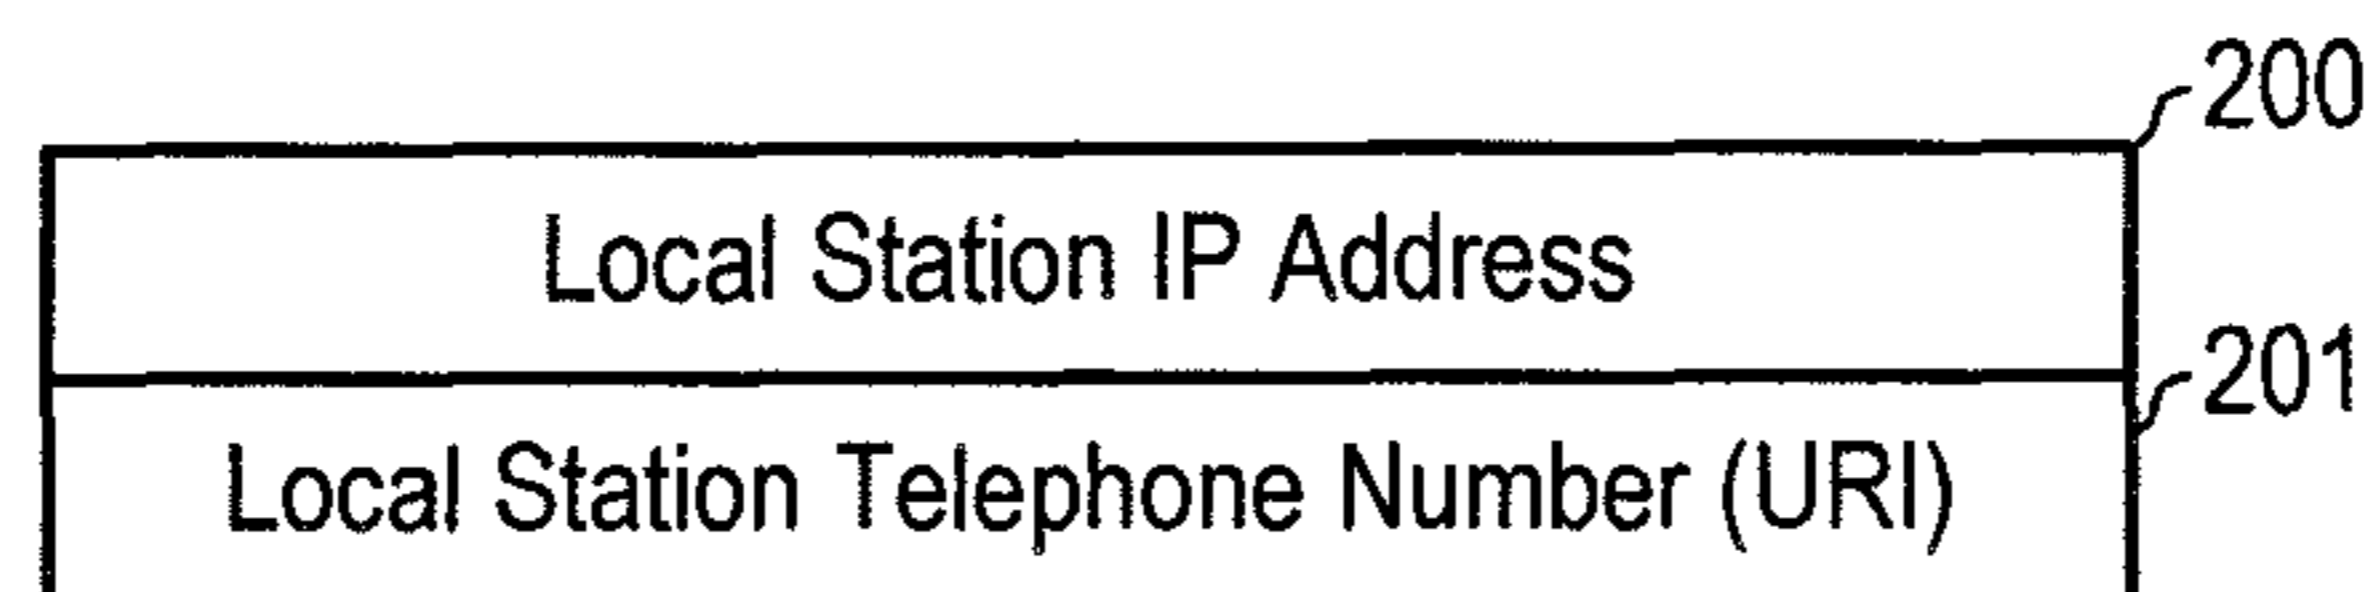 200
Local Station IP Address
201
Local Station Telephone Number (URI)